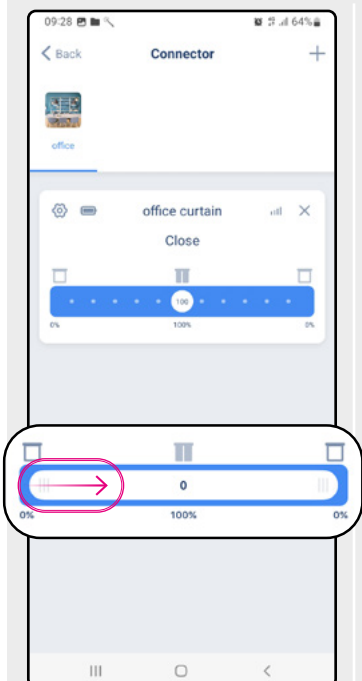 09:28 64%
Back Connector +
office
office curtain
Close
100
0% 100% 0%
0
0% 100% 0%